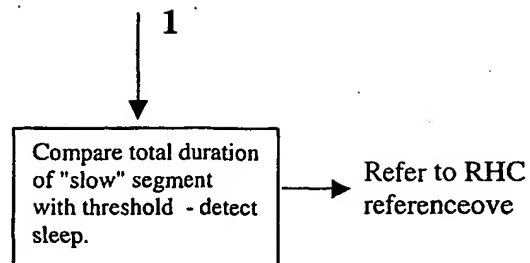 1
Compare total duration
of "slow" segment
with threshold - detect
sleep.
Refer to RHC
referenceove